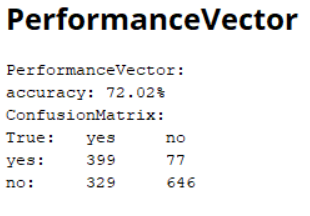 PerformanceVector
PerformanceVector:
accuracy: 72.02%
ConfusionMatrix:
True: yes no
yes: 399 77
no: 329 646